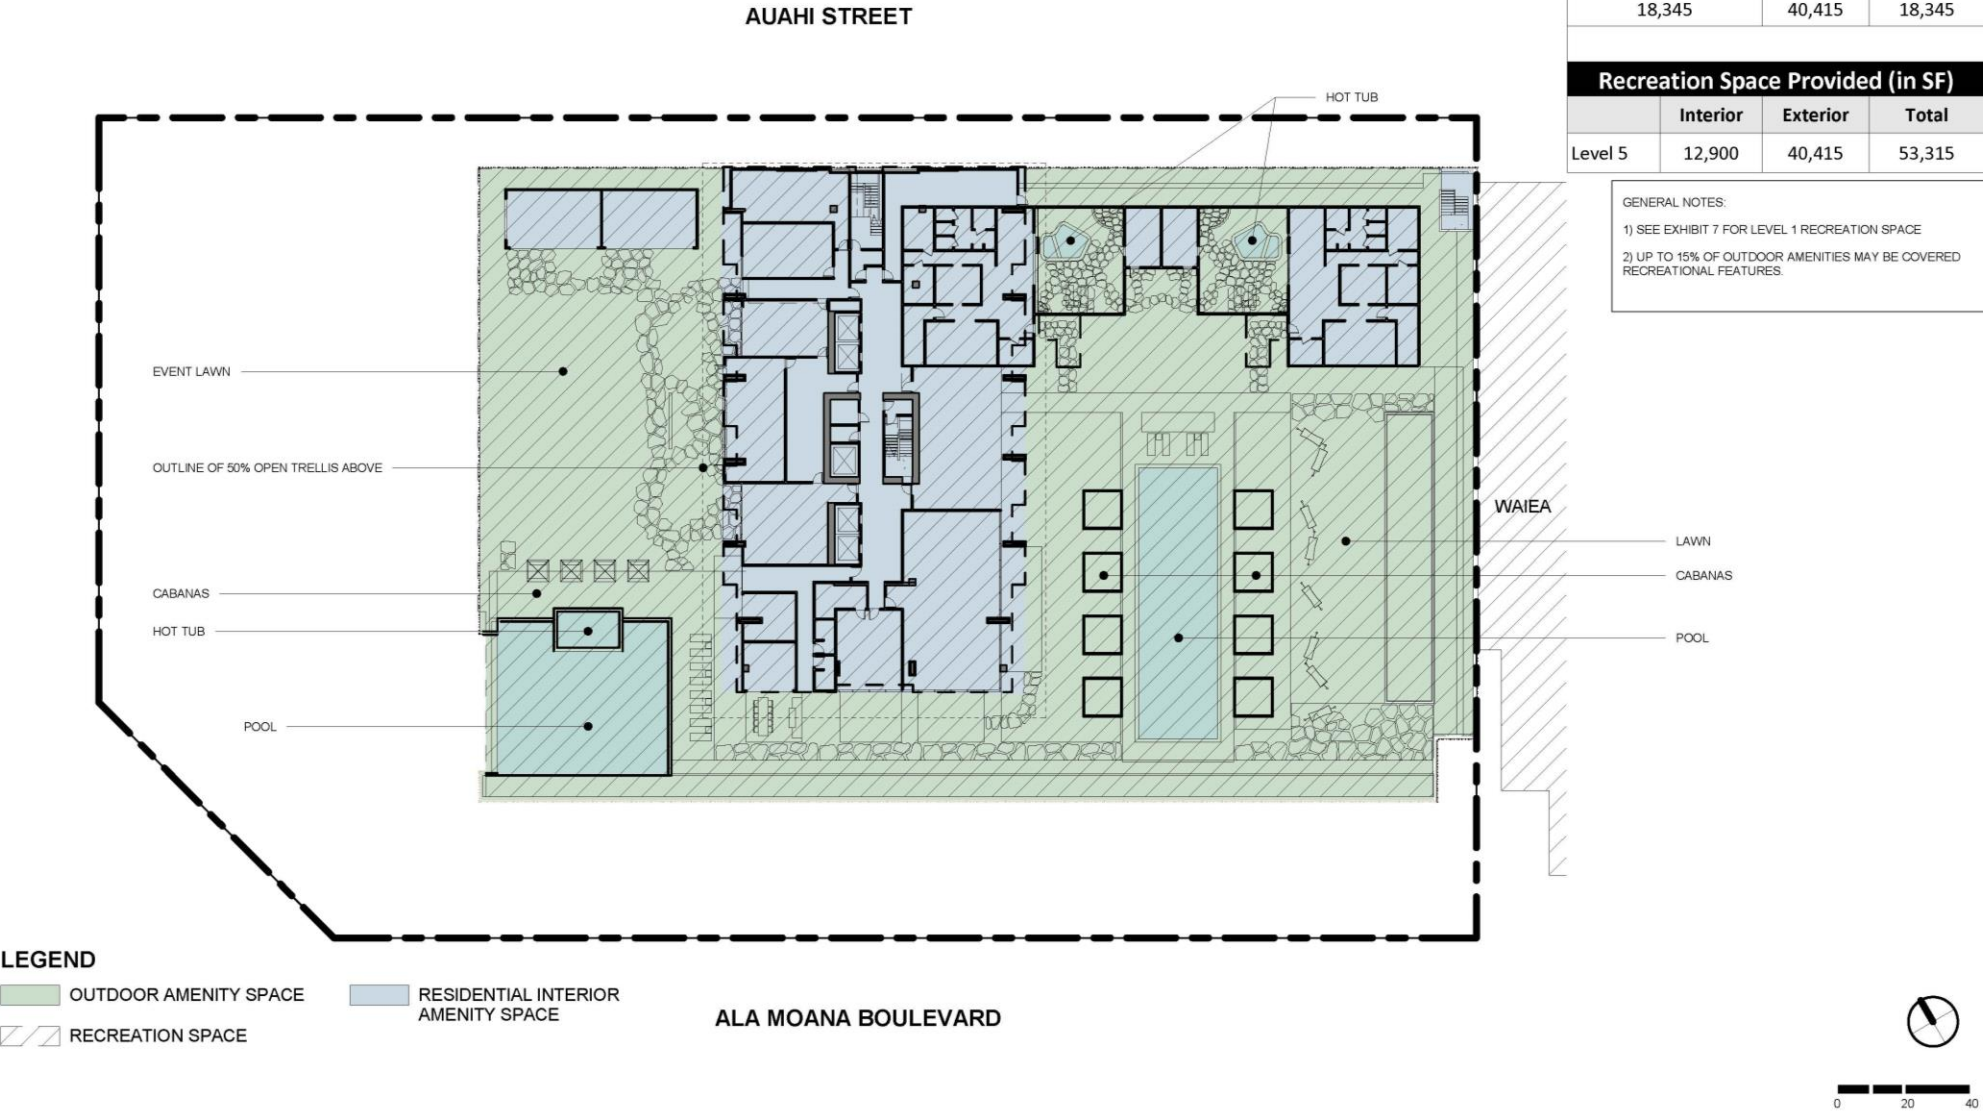 AUAHI STREET
18,345 40,415 18,345
Recreation Space Provided (in SF)
Interior Exterior Total
Level 5 12,900 40,415 53,315
GENERAL NOTES:
1) SEE EXHIBIT 7 FOR LEVEL 1 RECREATION SPACE
2) UP TO 15% OF OUTDOOR AMENITIES MAY BE COVERED
RECREATIONAL FEATURES.
HOT TUB
EVENT LAWN
OUTLINE OF 50% OPEN TRELLIS ABOVE
CABANAS
HOT TUB
POOL
WAIEA
LAWN
CABANAS
POOL
LEGEND
OUTDOOR AMENITY SPACE
RECREATION SPACE
RESIDENTIAL INTERIOR
AMENITY SPACE
ALA MOANA BOULEVARD
0 20 40